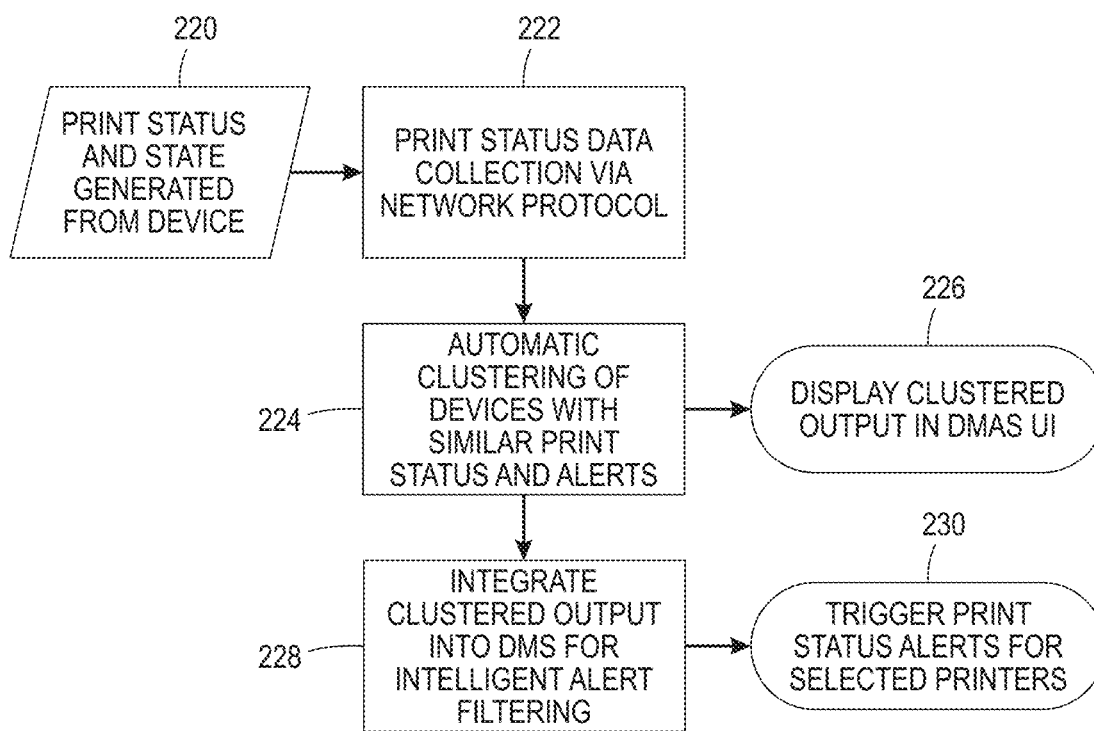 220
PRINT STATUS
AND STATE
GENERATED
FROM DEVICE
222
PRINT STATUS DATA
COLLECTION VIA
NETWORK PROTOCOL
224
AUTOMATIC
CLUSTERING OF
DEVICES WITH
SIMILAR PRINT
STATUS AND ALERTS
226
DISPLAY CLUSTERED
OUTPUT IN DMAS UI
228
INTEGRATE
CLUSTERED OUTPUT
INTO DMS FOR
INTELLIGENT ALERT
FILTERING
230
TRIGGER PRINT
STATUS ALERTS FOR
SELECTED PRINTERS